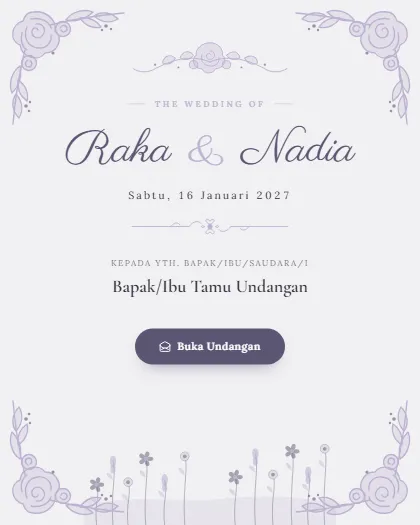 THE WEDDING OF
Raka & Nadia
Sabtu, 16 Januari 2027
KEPADA YTH. BAPAK/IBU/SAUDARA/I
Bapak/Ibu Tamu Undangan
Buka Undangan